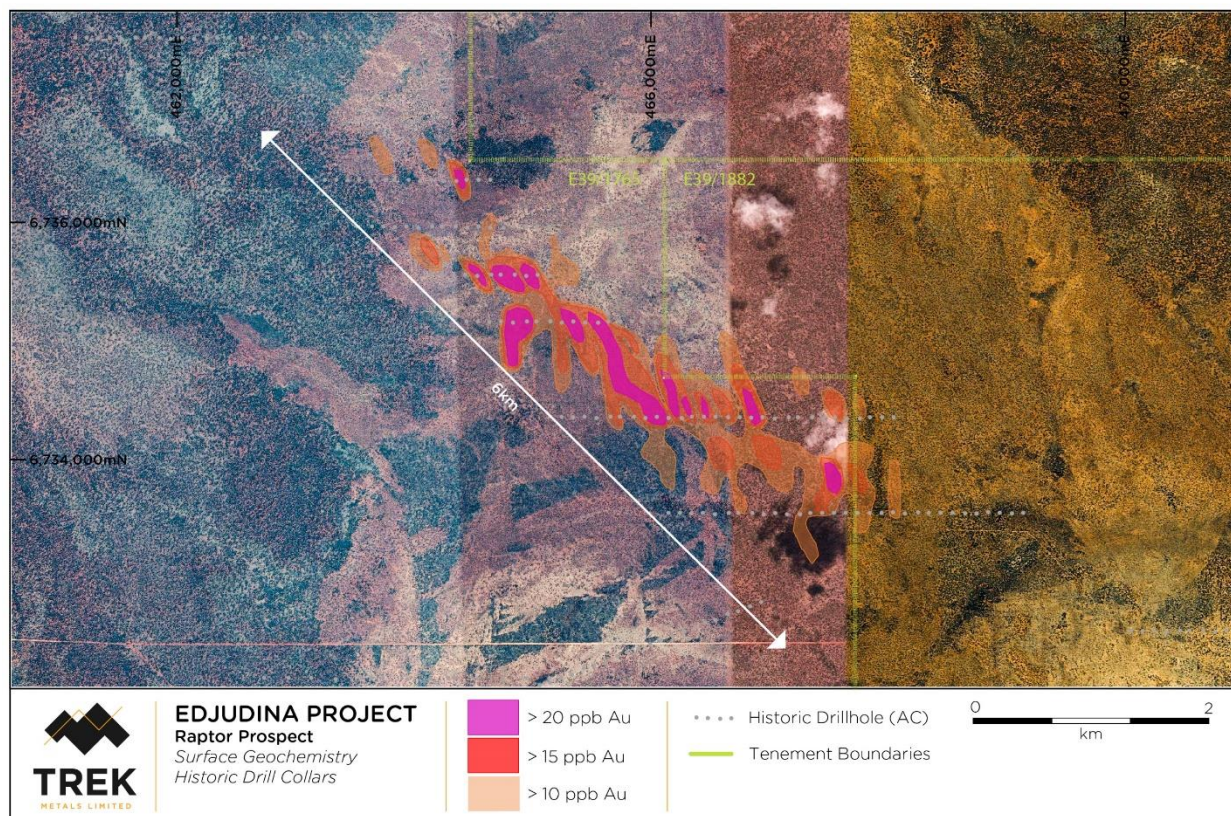 462,000mE
466,000mE
470,000mE
E39/1765
E39/1882
6,736,000mN
6km
6,734,000mN
TREK
METALS LIMITED
EDJUDINA PROJECT
Raptor Prospect
Surface Geochemistry
Historic Drill Collars
> 20 ppb Au
> 15 ppb Au
> 10 ppb Au
Historic Drillhole (AC)
Tenement Boundaries
0
2
km